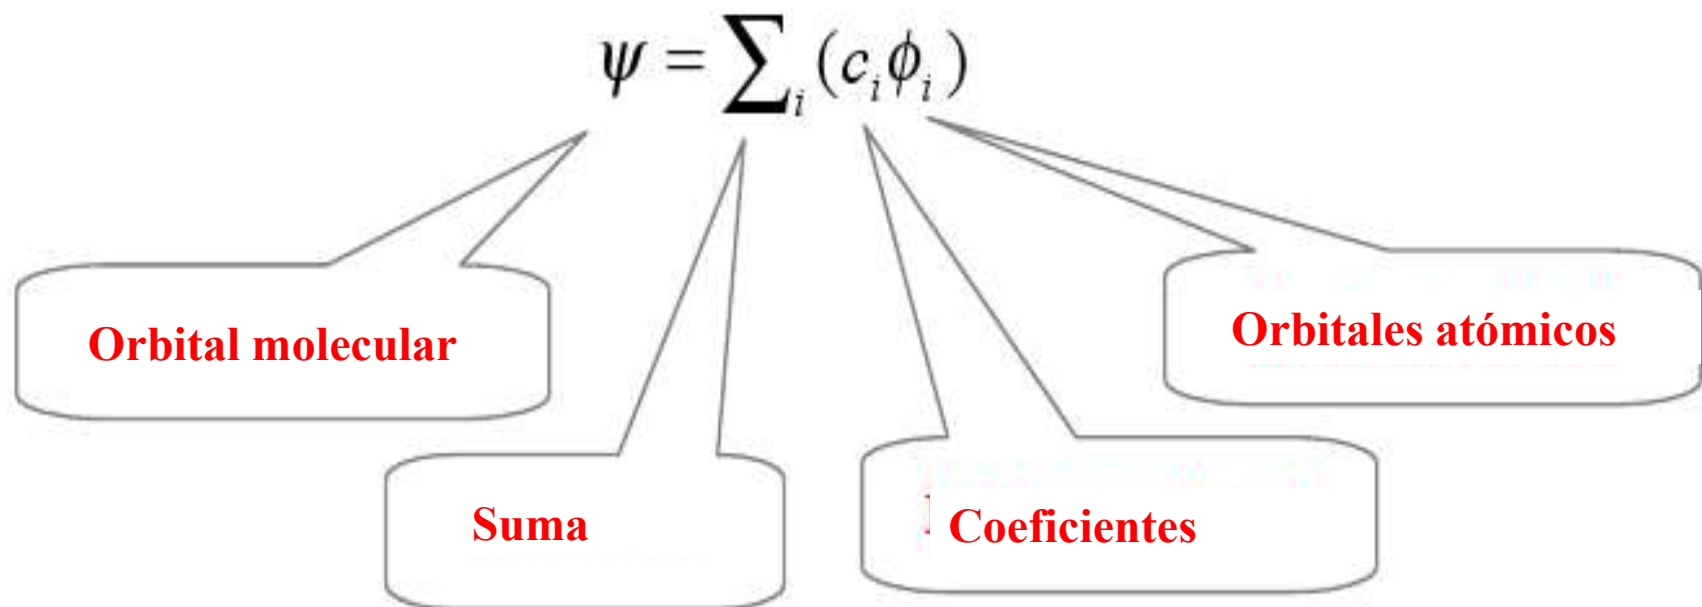 ψ = ∑ᵢ (cᵢϕᵢ)
Orbital molecular
Orbitales atómicos
Suma
Coeficientes